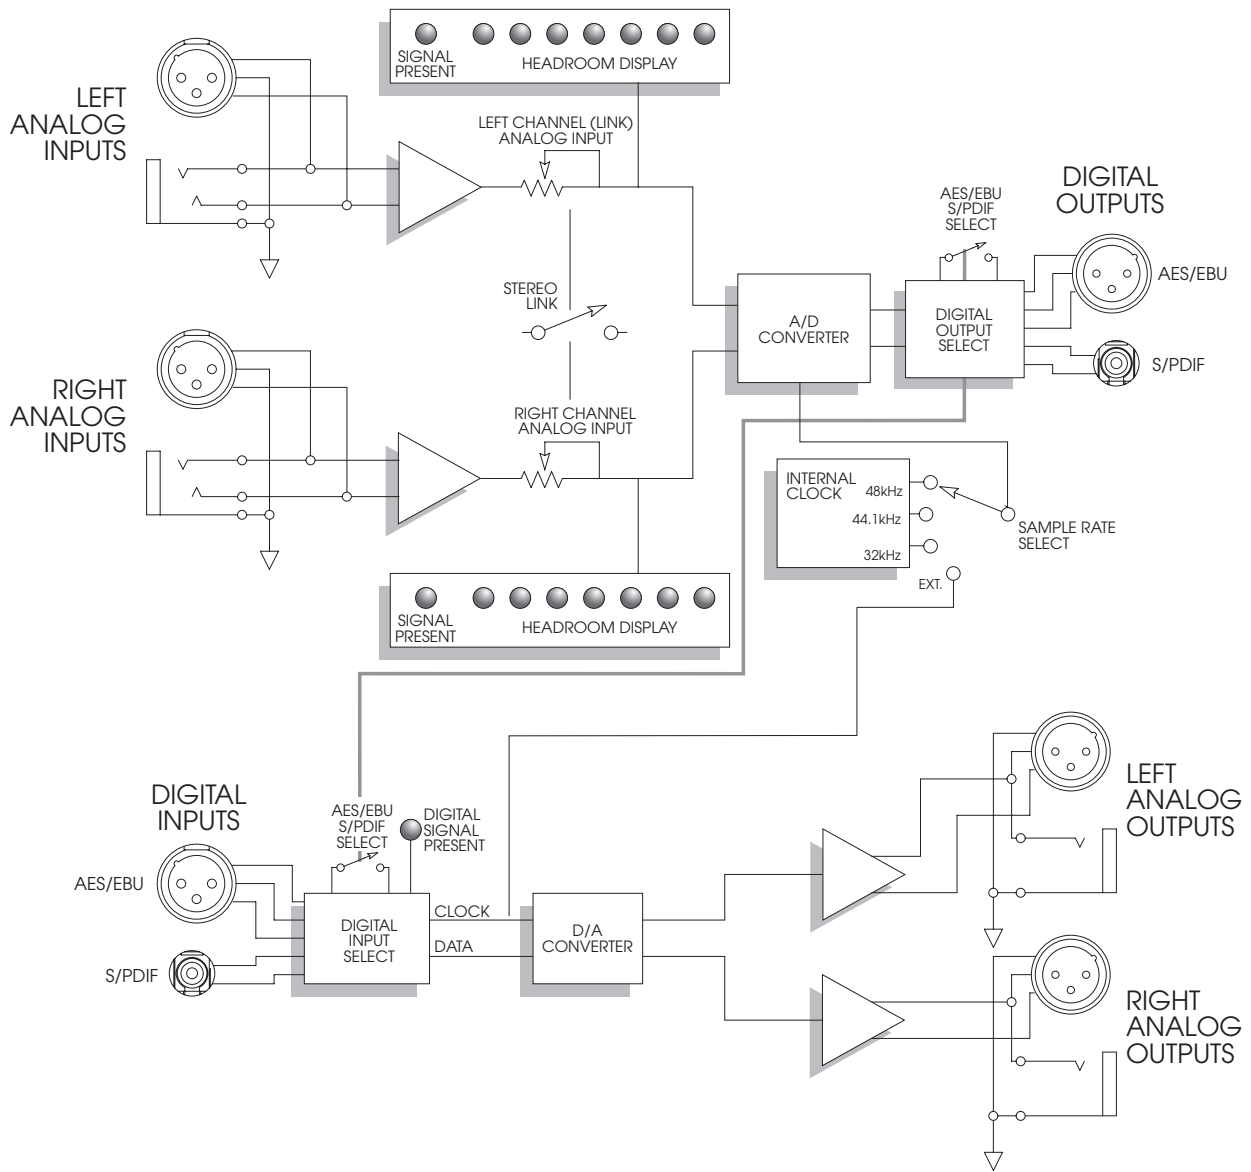 SIGNAL
PRESENT
HEADROOM DISPLAY
LEFT
ANALOG
INPUTS
LEFT CHANNEL (LINK)
ANALOG INPUT
AES/EBU
S/PDIF
SELECT
DIGITAL
OUTPUTS
AES/EBU
S/PDIF
STEREO
LINK
A/D
CONVERTER
DIGITAL
OUTPUT
SELECT
RIGHT
ANALOG
INPUTS
RIGHT CHANNEL
ANALOG INPUT
INTERNAL
CLOCK
48kHz
44.1kHz
32kHz
EXT.
SAMPLE RATE
SELECT
SIGNAL
PRESENT
HEADROOM DISPLAY
DIGITAL
INPUTS
AES/EBU
S/PDIF
SELECT
DIGITAL
SIGNAL
PRESENT
AES/EBU
S/PDIF
DIGITAL
INPUT
SELECT
CLOCK
DATA
D/A
CONVERTER
LEFT
ANALOG
OUTPUTS
RIGHT
ANALOG
OUTPUTS